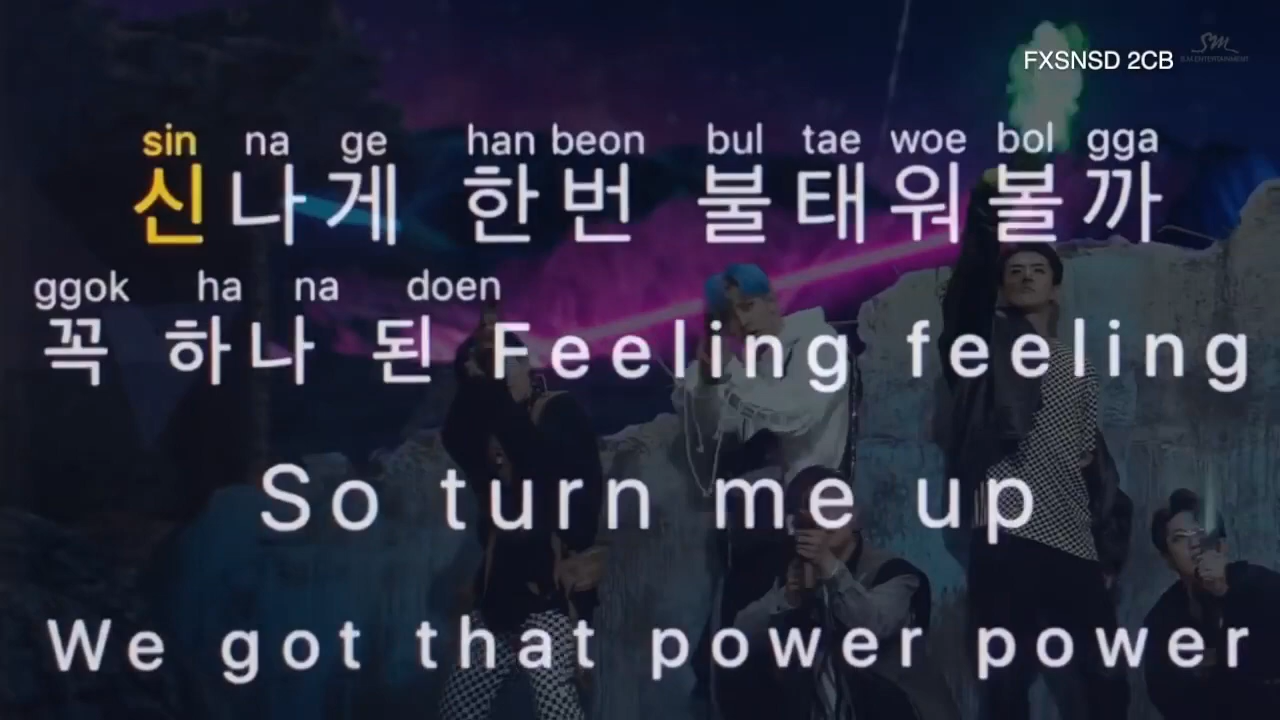 FXSNSD 2CB
SM
S.M. ENTERTAINMENT
sin na ge han beon bul tae woe bol gga
신나게 한번 불태워볼까
ggok ha na doen
꼭 하나 된 Feeling feeling
So turn me up
We got that power power